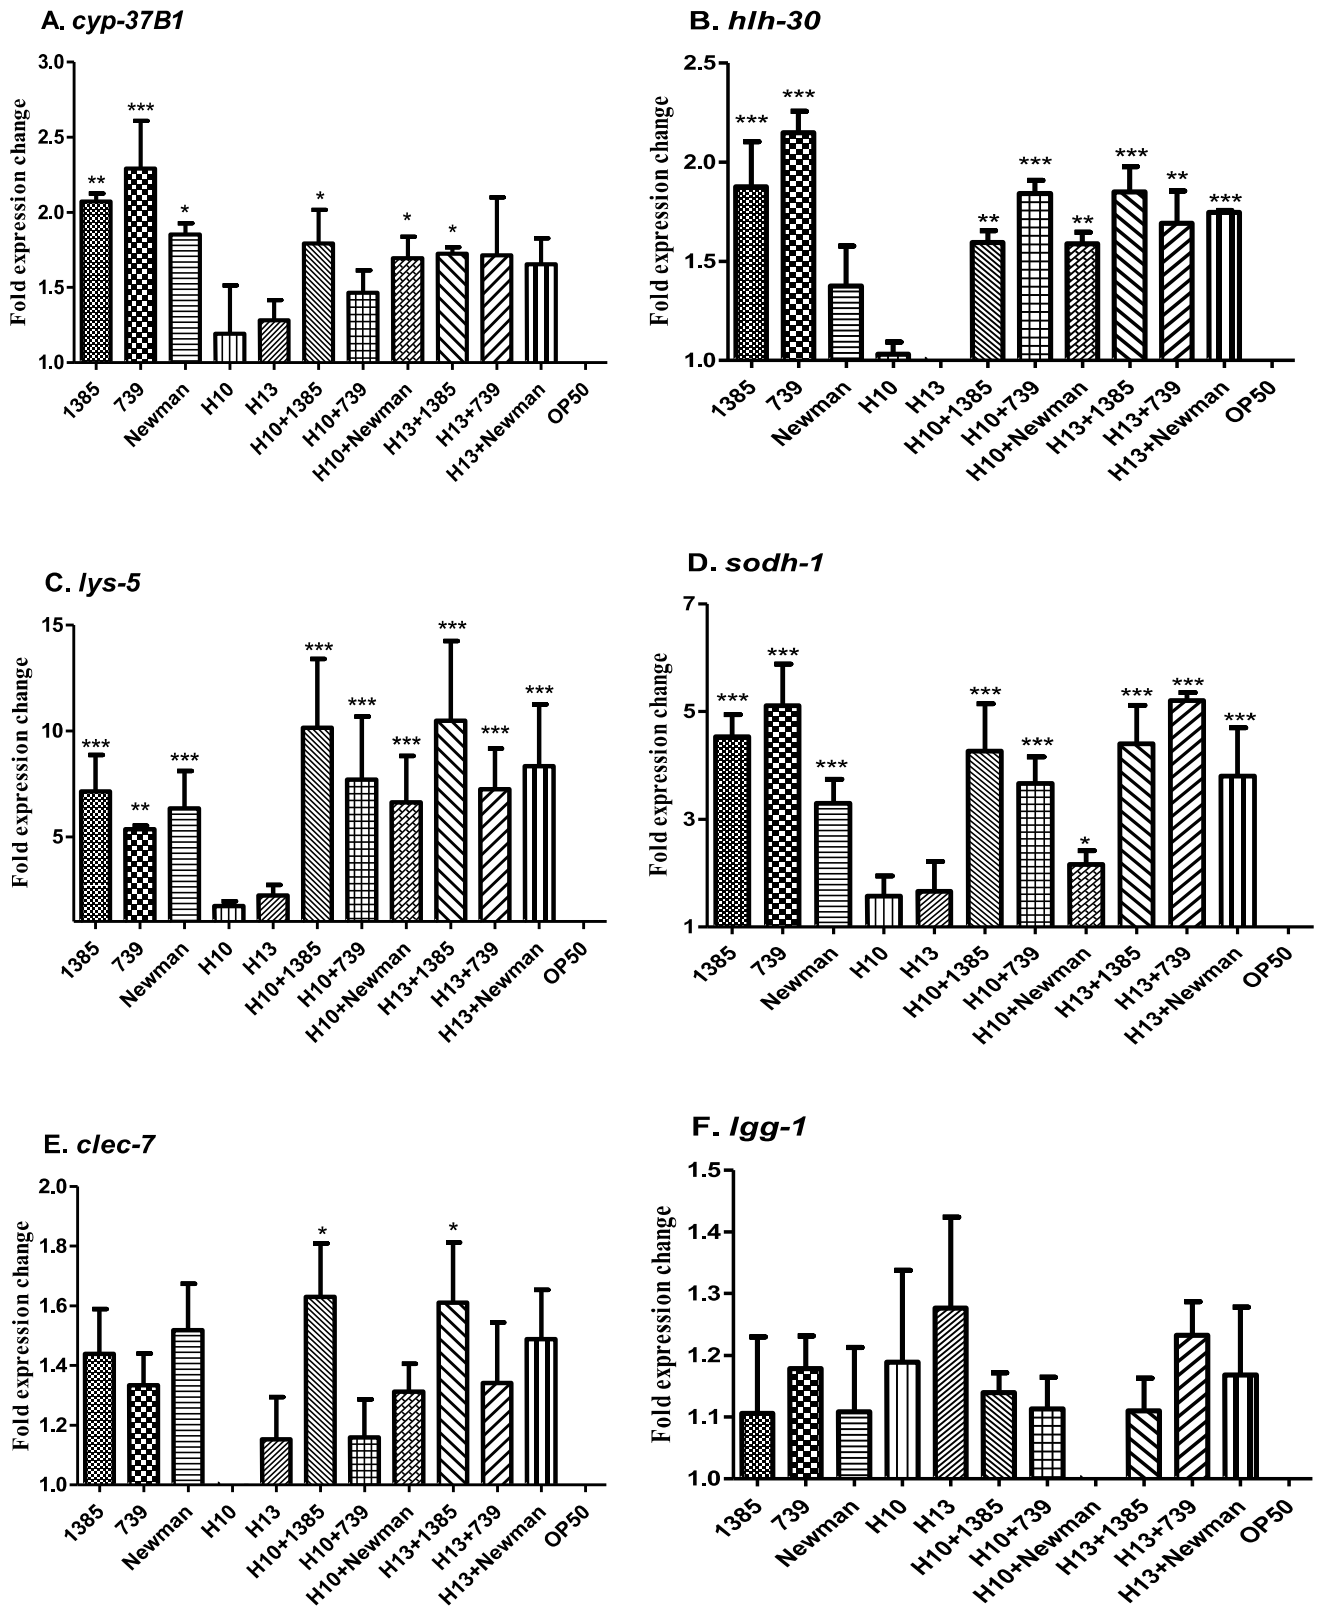 A. cyp-37B1
Fold expression change
3.0
2.5
2.0
1.5
1.0
** *** * * * *
1385 739 Newman H10 H13 H10+1385 H10+739 H10+Newman H13+1385 H13+739 H13+Newman OP50
B. hlh-30
Fold expression change
2.5
2.0
1.5
1.0
*** *** ** *** ** *** ** ***
1385 739 Newman H10 H13 H10+1385 H10+739 H10+Newman H13+1385 H13+739 H13+Newman OP50
C. lys-5
Fold expression change
15
10
5
*** ** *** *** *** *** *** *** ***
1385 739 Newman H10 H13 H10+1385 H10+739 H10+Newman H13+1385 H13+739 H13+Newman OP50
D. sodh-1
Fold expression change
7
5
3
1
*** *** *** *** *** * *** *** ***
1385 739 Newman H10 H13 H10+1385 H10+739 H10+Newman H13+1385 H13+739 H13+Newman OP50
E. clec-7
Fold expression change
2.0
1.8
1.6
1.4
1.2
1.0
* *
1385 739 Newman H10 H13 H10+1385 H10+739 H10+Newman H13+1385 H13+739 H13+Newman OP50
F. lgg-1
Fold expression change
1.5
1.4
1.3
1.2
1.1
1.0
1385 739 Newman H10 H13 H10+1385 H10+739 H10+Newman H13+1385 H13+739 H13+Newman OP50